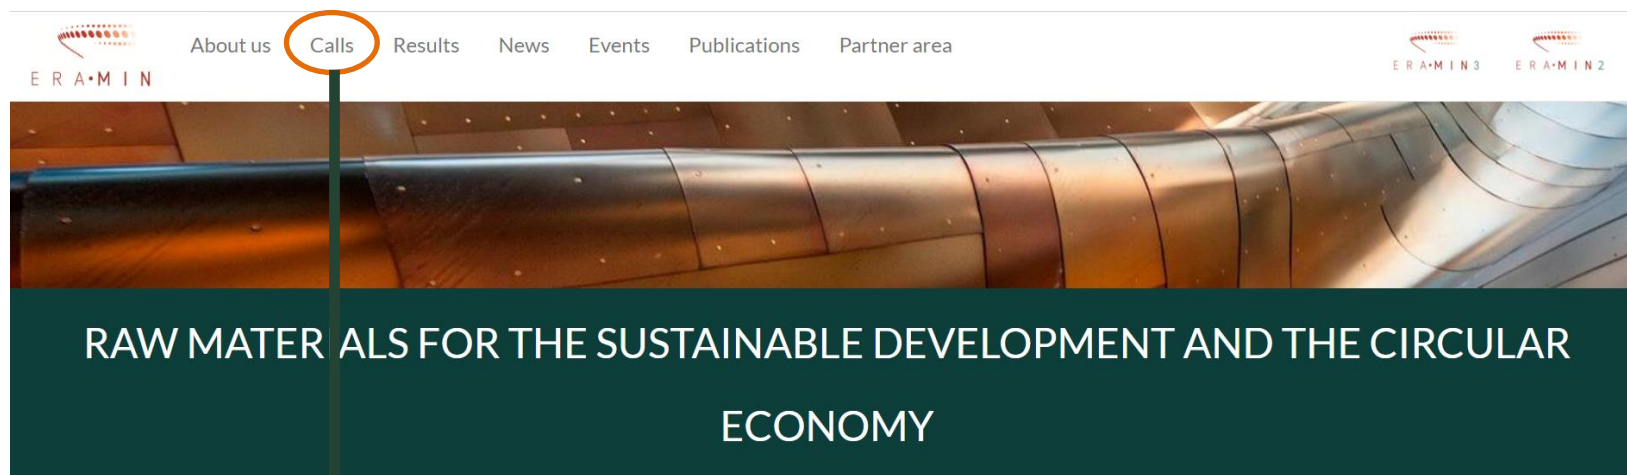 About us Calls Results News Events Publications Partner area
ERA•MIN
ERA•MIN3 ERA•MIN2
RAW MATERIALS FOR THE SUSTAINABLE DEVELOPMENT AND THE CIRCULAR
ECONOMY